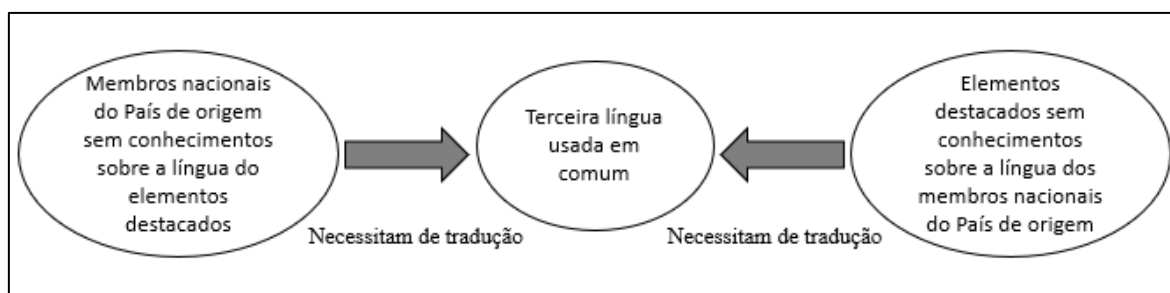 Membros nacionais
do País de origem
sem conhecimentos
sobre a língua do
elementos
destacados
Necessitam de tradução
Terceira língua
usada em
comum
Necessitam de tradução
Elementos
destacados sem
conhecimentos
sobre a língua dos
membros nacionais
do País de origem